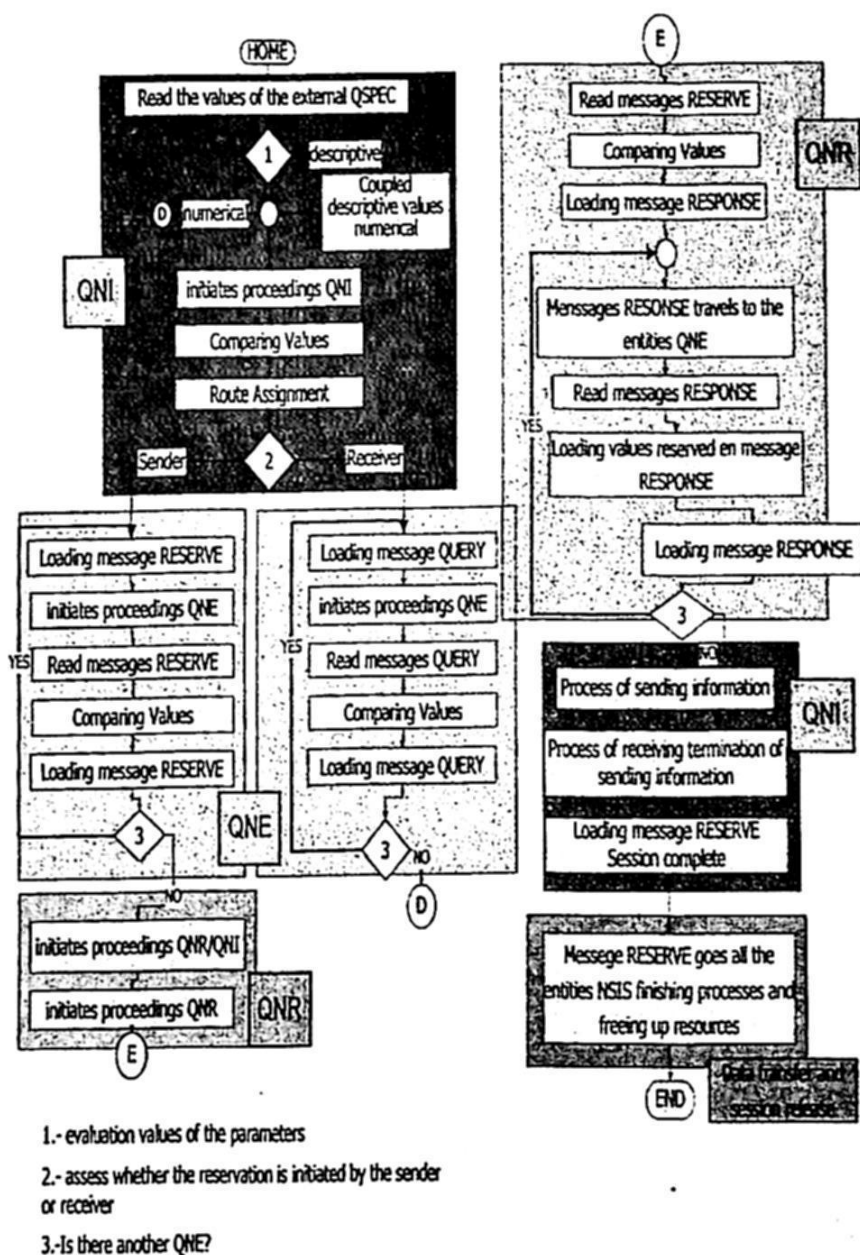 HOME
Read the values of the external QSPEC
1
descriptive
Coupled
descriptive values
numerical
D
numerical
QNI
initiates proceedings QNI
Comparing Values
Route Assignment
Sender
2
Receiver
Loading message RESERVE
initiates proceedings QNE
YES
Read messages RESERVE
Comparing Values
Loading message RESERVE
3
QNE
NO
initiates proceedings QNR/QNI
initiates proceedings QNR
QNR
E
Loading message QUERY
initiates proceedings QNE
YES
Read messages QUERY
Comparing Values
Loading message QUERY
3
NO
D
E
Read messages RESERVE
QNR
Comparing Values
Loading message RESPONSE
Menssages RESONSE travels to the
entities QNE
Read messages RESPONSE
YES
Loading values reserved en message
RESPONSE
Loading message RESPONSE
3
NO
Process of sending information
QNI
Process of receiving termination of
sending information
Loading message RESERVE
Session complete
Messege RESERVE goes all the
entities NSIS finishing processes and
freeing up resources
END
Data transfer and
session release
1.- evaluation values of the parameters
2.- assess whether the reservation is initiated by the sender
or receiver
3.-Is there another QNE?